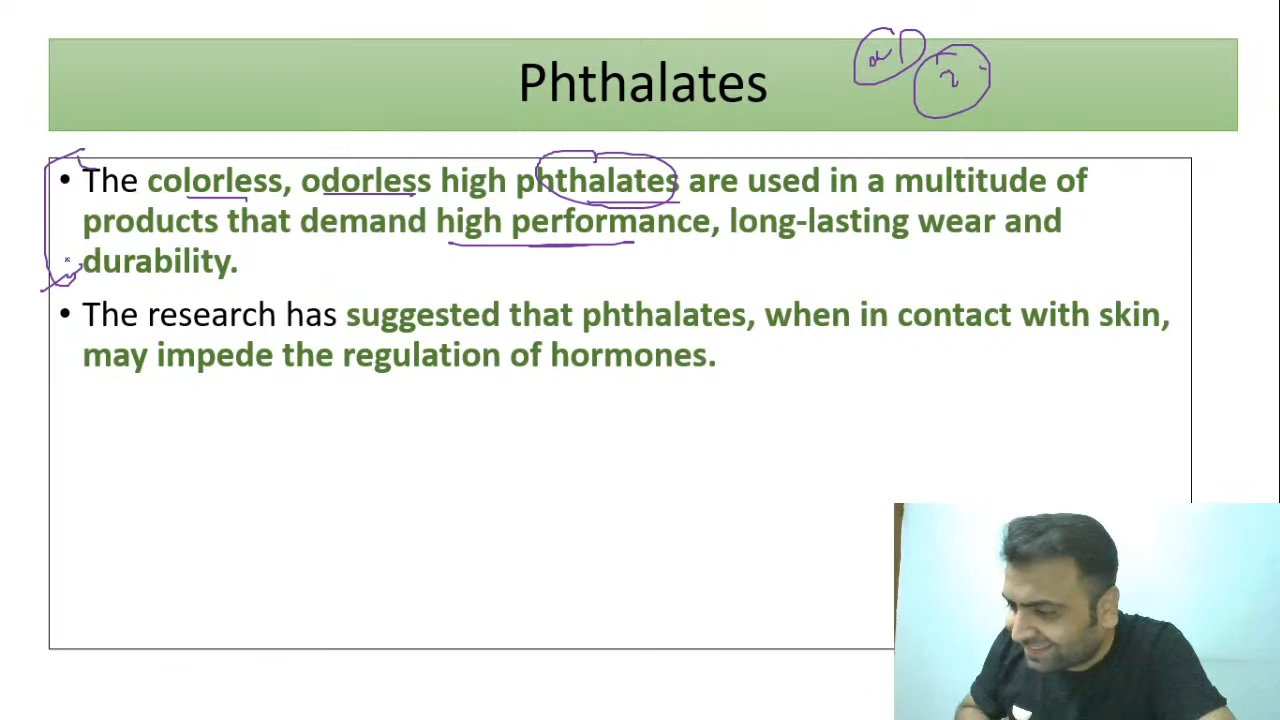 Phthalates
• The colorless, odorless high phthalates are used in a multitude of
products that demand high performance, long-lasting wear and
durability.
• The research has suggested that phthalates, when in contact with skin,
may impede the regulation of hormones.